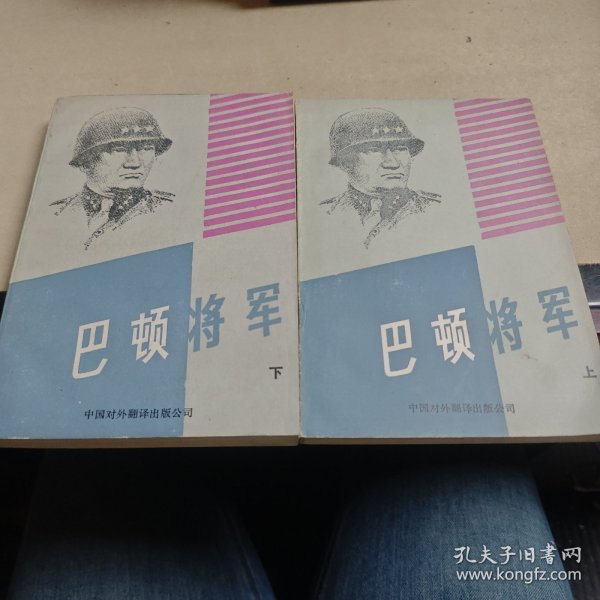 巴顿将军
下
中国对外翻译出版公司
巴顿将军
上
中国对外翻译出版公司
孔夫子旧书网
www.kongfz.com